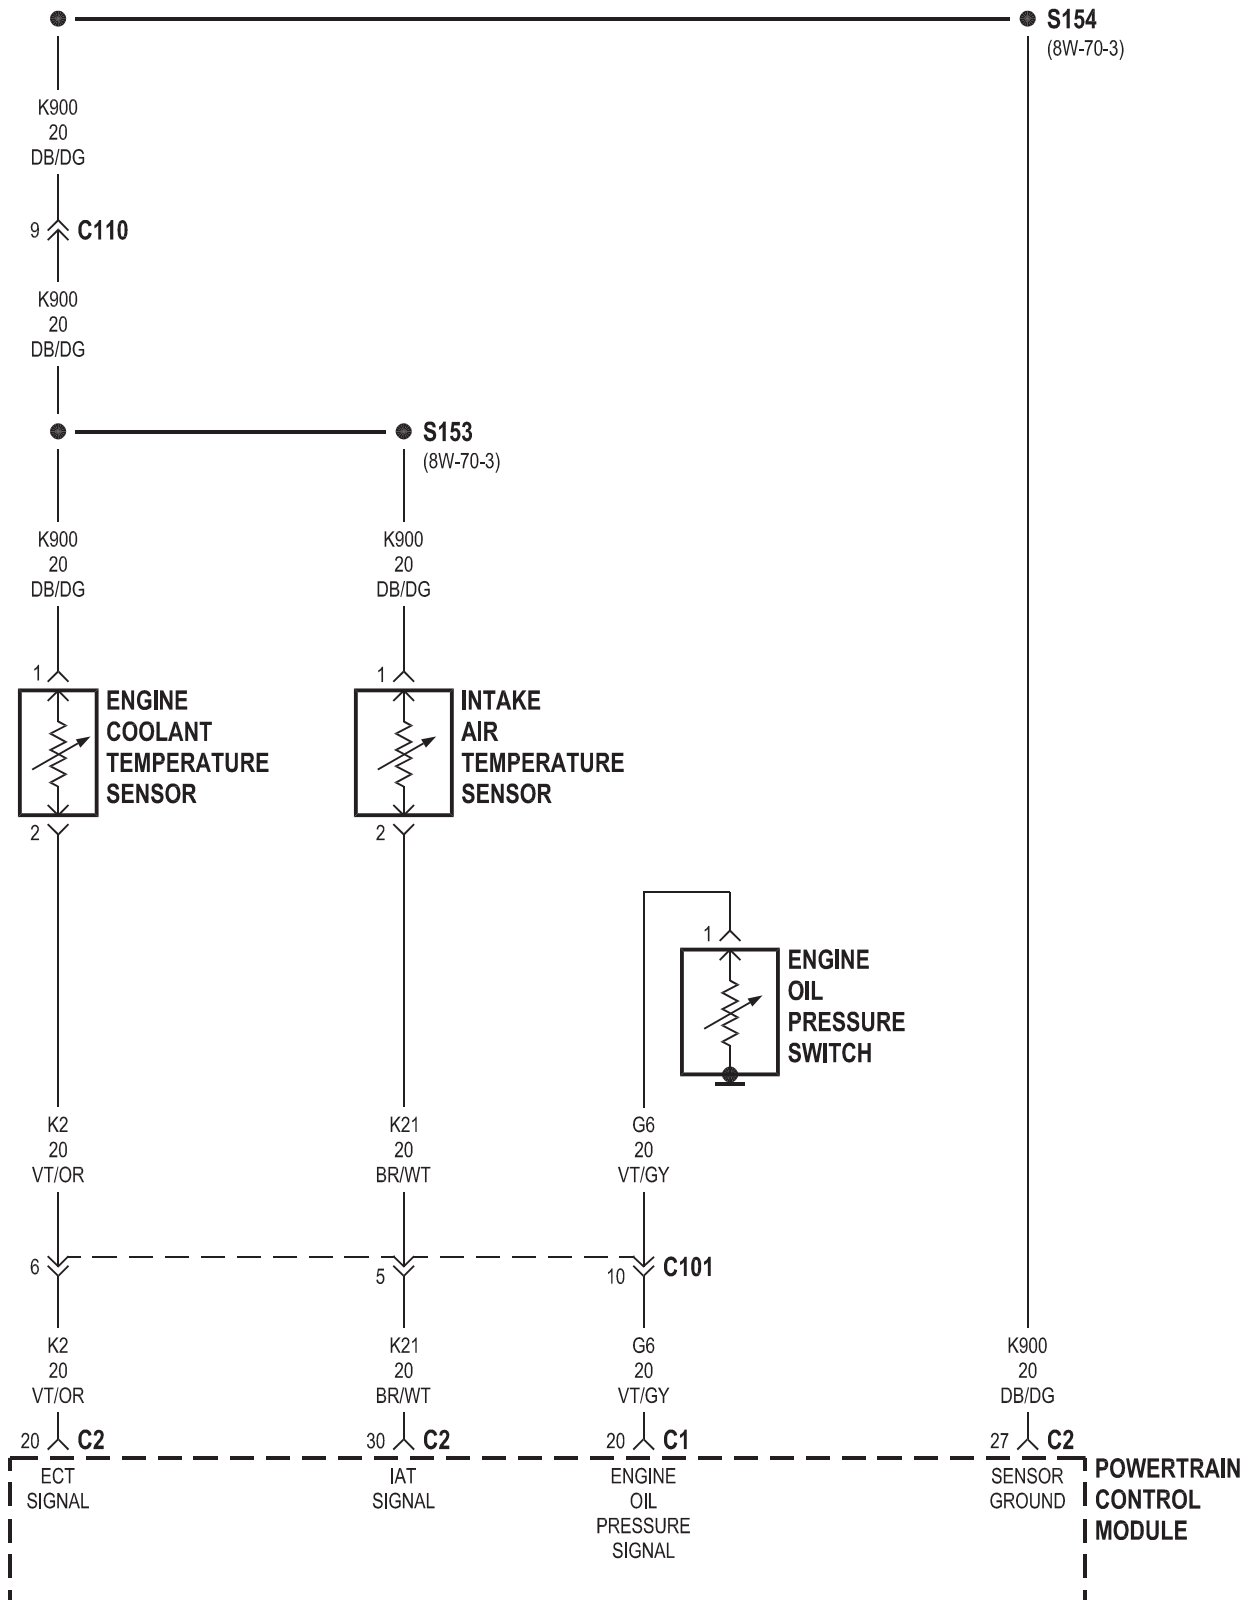 S154
(8W-70-3)
K900
20
DB/DG
9 C110
K900
20
DB/DG
S153
(8W-70-3)
K900
20
DB/DG
K900
20
DB/DG
1
ENGINE
COOLANT
TEMPERATURE
SENSOR
2
1
INTAKE
AIR
TEMPERATURE
SENSOR
2
1
ENGINE
OIL
PRESSURE
SWITCH
K2
20
VT/OR
K21
20
BR/WT
G6
20
VT/GY
6
5
10 C101
K2
20
VT/OR
K21
20
BR/WT
G6
20
VT/GY
K900
20
DB/DG
20 C2
30 C2
20 C1
27 C2
ECT
SIGNAL
IAT
SIGNAL
ENGINE
OIL
PRESSURE
SIGNAL
SENSOR
GROUND
POWERTRAIN
CONTROL
MODULE